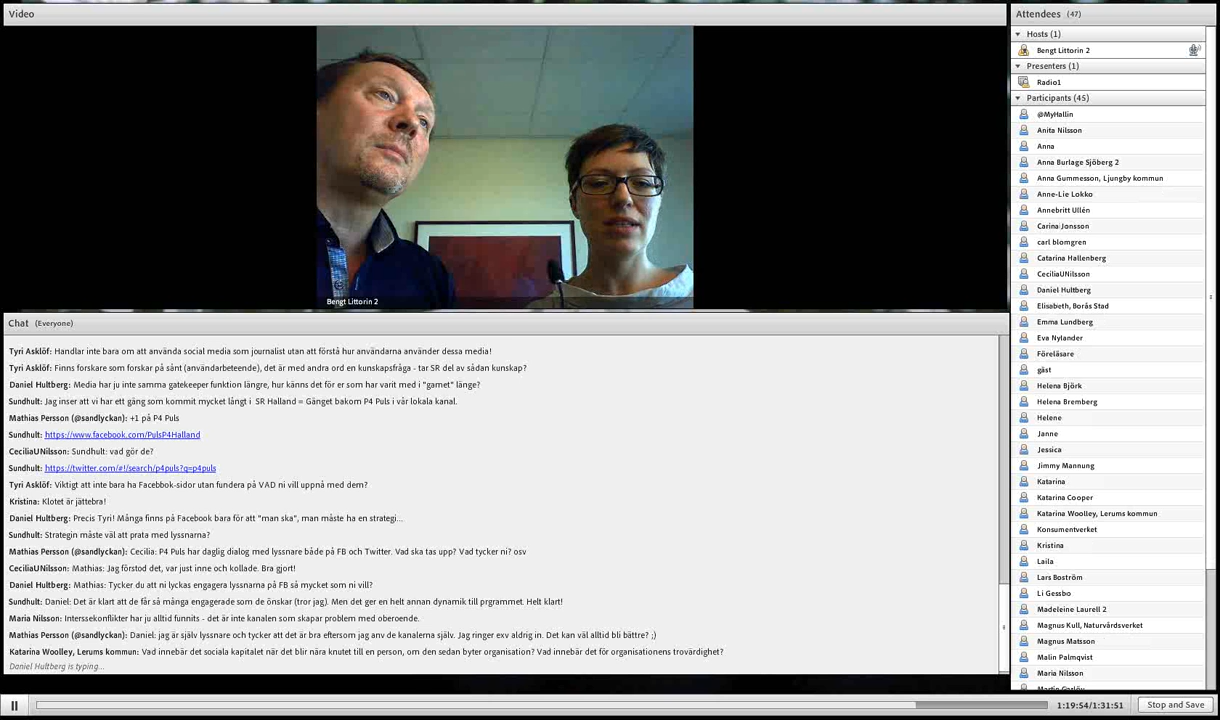 Video
Bengt Littorin 2
Chat (Everyone)
Tyri Asklöf: Handlar inte bara om att använda social media som journalist utan att förstå hur användarna använder dessa media!
Tyri Asklöf: Finns forskare som forskar på sånt (användarbeteende), det är med andra ord en kunskapsfråga - tar SR del av sådan kunskap?
Daniel Hultberg: Media har ju inte samma gatekeeper funktion längre, hur känns det för er som har varit med i "gamet" länge?
Sundhult: Jag inser att vi har ett gäng som kommit mycket långt i SR Halland = Gänget bakom P4 Puls i vår lokala kanal.
Mathias Persson (@sandlyckan): +1 på P4 Puls
Sundhult: https://www.facebook.com/PulsP4Halland
CeciliaUNilsson: Sundhult: vad gör de?
Sundhult: https://twitter.com/#!/search/p4puls?q=p4puls
Tyri Asklöf: Viktigt att inte bara ha Facebbok-sidor utan fundera på VAD ni vill uppnå med dem?
Kristina: Klotet är jättebra!
Daniel Hultberg: Precis Tyri! Många finns på Facebook bara för att "man ska", man måste ha en strategi...
Sundhult: Strategin måste väl att prata med lyssnarna?
Mathias Persson (@sandlyckan): Cecilia: P4 Puls har daglig dialog med lyssnare både på FB och Twitter. Vad ska tas upp? Vad tycker ni? osv
CeciliaUNilsson: Mathias: Jag förstod det, var just inne och kollade. Bra gjort!
Daniel Hultberg: Mathias: Tycker du att ni lyckas engagera lyssnarna på FB så mycket som ni vill?
Sundhult: Daniel: Det är klart att de får så många engagerade som de önskar (tror jag). Men det ger en helt annan dynamik till prgrammet. Helt klart!
Maria Nilsson: Interssekonflikter har ju alltid funnits - det är inte kanalen som skapar problem med oberoende.
Mathias Persson (@sandlyckan): Daniel: jag är själv lyssnare och tycker att det är bra eftersom jag anv de kanalerna själv. Jag ringer exv aldrig in. Det kan väl alltid bli bättre? ;)
Katarina Woolley, Lerums kommun: Vad innebär det sociala kapitalet när det blir nära knutet till en person, om den sedan byter organisation? Vad innebär det för organisationens trovärdighet?
Daniel Hultberg is typing...
Attendees (47)
Hosts (1)
Bengt Littorin 2
Presenters (1)
Radio1
Participants (45)
@MyHallin
Anita Nilsson
Anna
Anna Burlage Sjöberg 2
Anna Gummesson, Ljungby kommun
Anne-Lie Lokko
Annebritt Ullén
Carina Jonsson
carl blomgren
Catarina Hallenberg
CeciliaUNilsson
Daniel Hultberg
Elisabeth, Borås Stad
Emma Lundberg
Eva Nylander
Föreläsare
gäst
Helena Björk
Helena Bremberg
Helene
Janne
Jessica
Jimmy Mannung
Katarina
Katarina Cooper
Katarina Woolley, Lerums kommun
Konsumentverket
Kristina
Laila
Lars Boström
Li Gessbo
Madeleine Laurell 2
Magnus Kull, Naturvårdsverket
Magnus Matsson
Malin Palmqvist
Maria Nilsson
1:19:54/1:31:51
Stop and Save